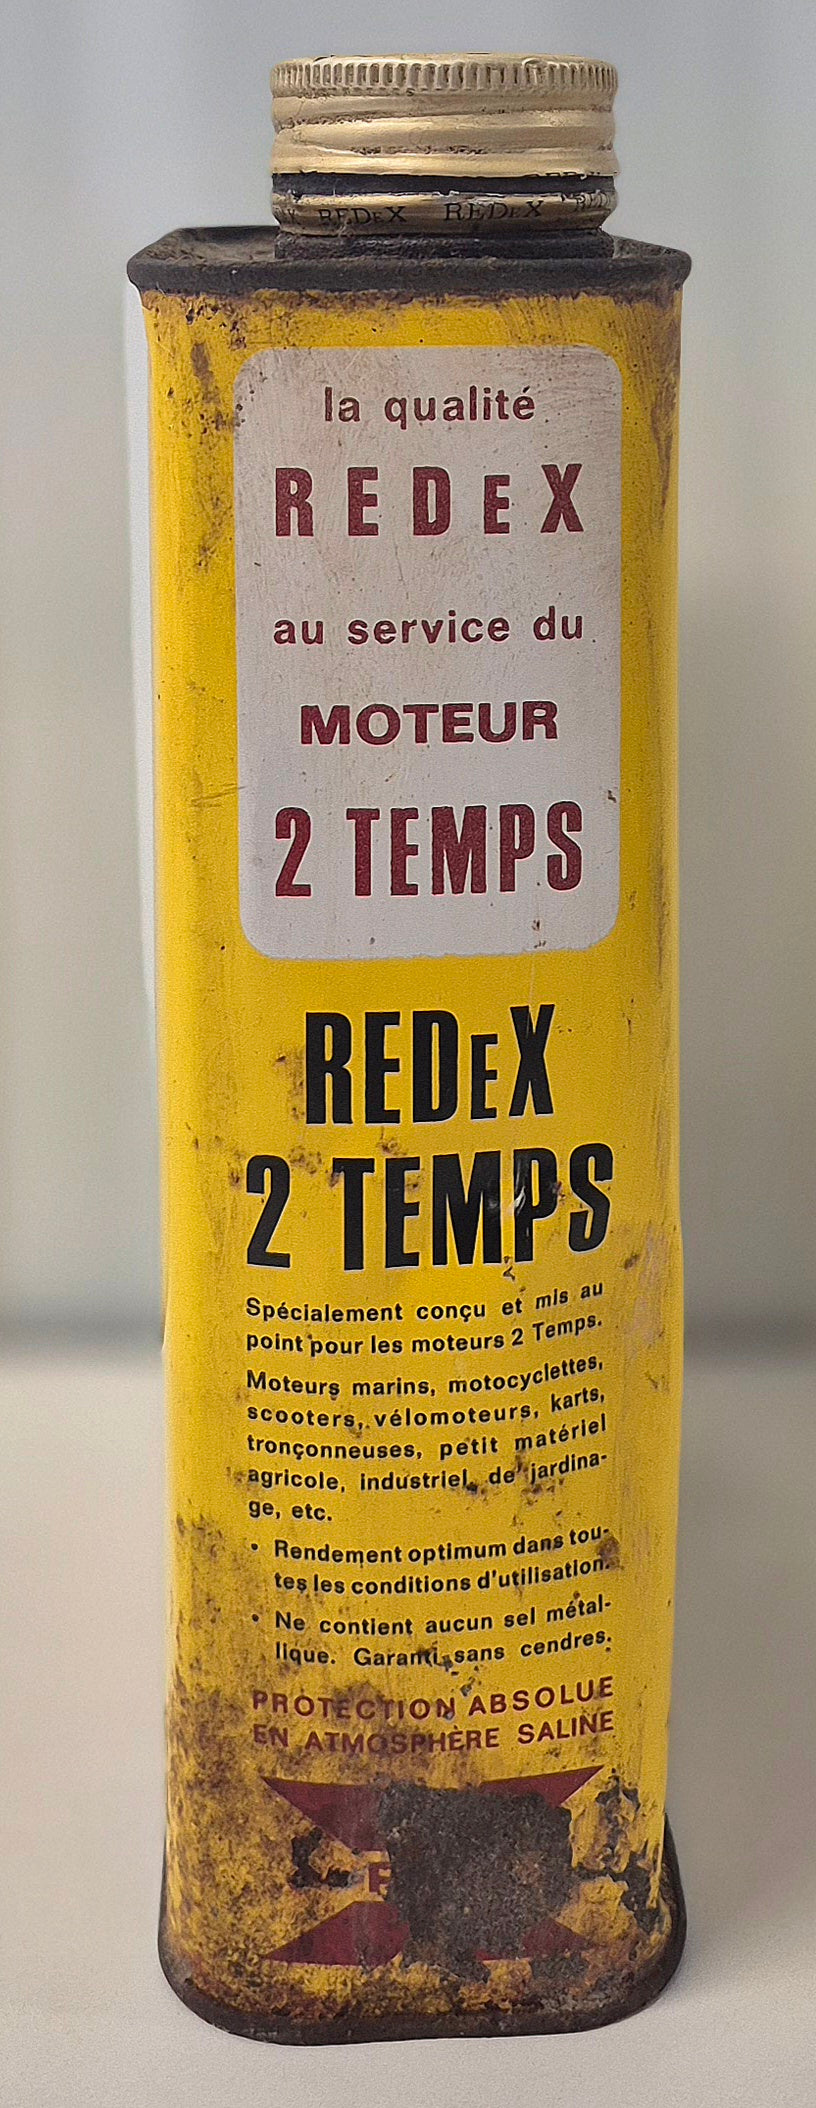 REDEX REDEX
la qualité
REDEX
au service du
MOTEUR
2 TEMPS
REDEX
2 TEMPS
Spécialement conçu et mis au
point pour les moteurs 2 Temps.
Moteurs marins, motocyclettes,
scooters, vélomoteurs, karts,
tronçonneuses, petit matériel
agricole, industriel, de jardina-
ge, etc.
• Rendement optimum dans tou-
tes les conditions d'utilisation.
• Ne contient aucun sel métal-
lique. Garanti sans cendres.
PROTECTION ABSOLUE
EN ATMOSPHÈRE SALINE